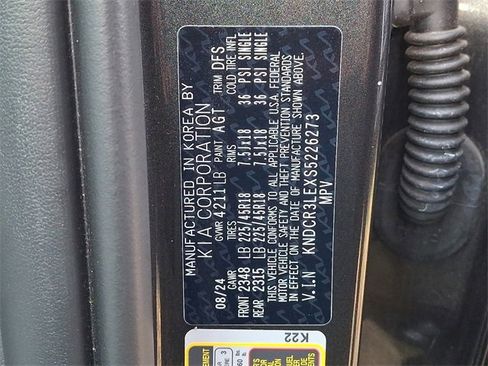 MANUFACTURED IN KOREA BY
KIA CORPORATION
08/24 GVWR 4211LB PAINT AGT TRIM DFS
GAWR TIRES RIMS COLD TIRE INFL
FRONT 2348 LB 225/45R18 7.5Jx18 36 PSI SINGLE
REAR 2315 LB 225/45R18 7.5Jx18 36 PSI SINGLE
THIS VEHICLE CONFORMS TO ALL APPLICABLE U.S.A. FEDERAL
MOTOR VEHICLE SAFETY AND THEFT PREVENTION STANDARDS
IN EFFECT ON THE DATE OF MANUFACTURE SHOWN ABOVE.
V.I.N KNDCR3LEXS5226273
MPV
K22